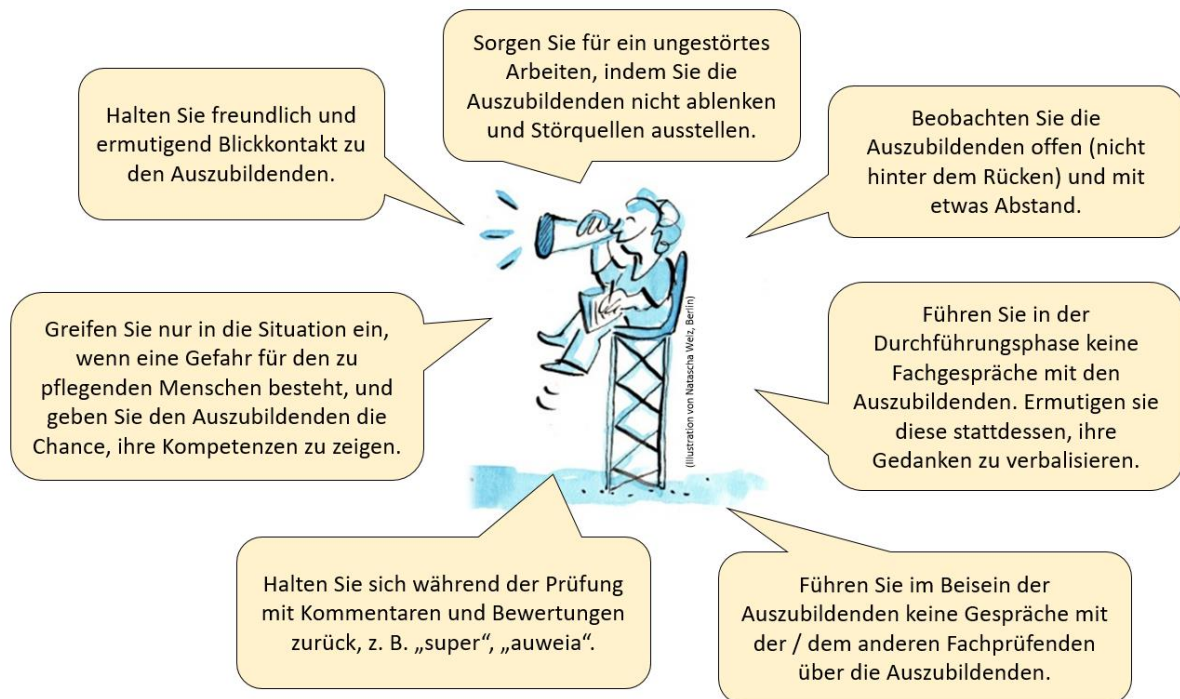 Sorgen Sie für ein ungestörtes
Arbeiten, indem Sie die
Auszubildenden nicht ablenken
und Störquellen ausstellen.
Halten Sie freundlich und
ermutigend Blickkontakt zu
den Auszubildenden.
Beobachten Sie die
Auszubildenden offen (nicht
hinter dem Rücken) und mit
etwas Abstand.
Greifen Sie nur in die Situation ein,
wenn eine Gefahr für den zu
pflegenden Menschen besteht, und
geben Sie den Auszubildenden die
Chance, ihre Kompetenzen zu zeigen.
(Illustration von Natascha Welz, Berlin)
Führen Sie in der
Durchführungsphase keine
Fachgespräche mit den
Auszubildenden. Ermutigen sie
diese stattdessen, ihre
Gedanken zu verbalisieren.
Halten Sie sich während der Prüfung
mit Kommentaren und Bewertungen
zurück, z. B. „super“, „auweia“.
Führen Sie im Beisein der
Auszubildenden keine Gespräche mit
der / dem anderen Fachprüfenden
über die Auszubildenden.